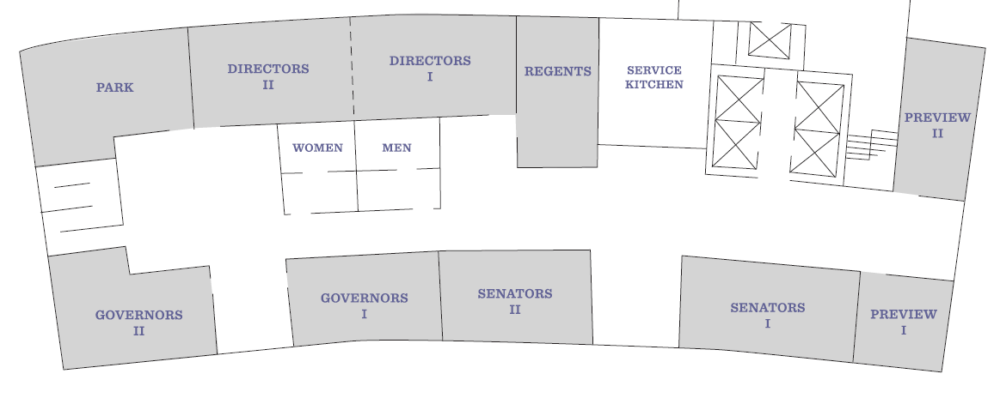 PARK
DIRECTORS
II
DIRECTORS
I
REGENTS
SERVICE
KITCHEN
PREVIEW
II
WOMEN
MEN
GOVERNORS
II
GOVERNORS
I
SENATORS
II
SENATORS
I
PREVIEW
I